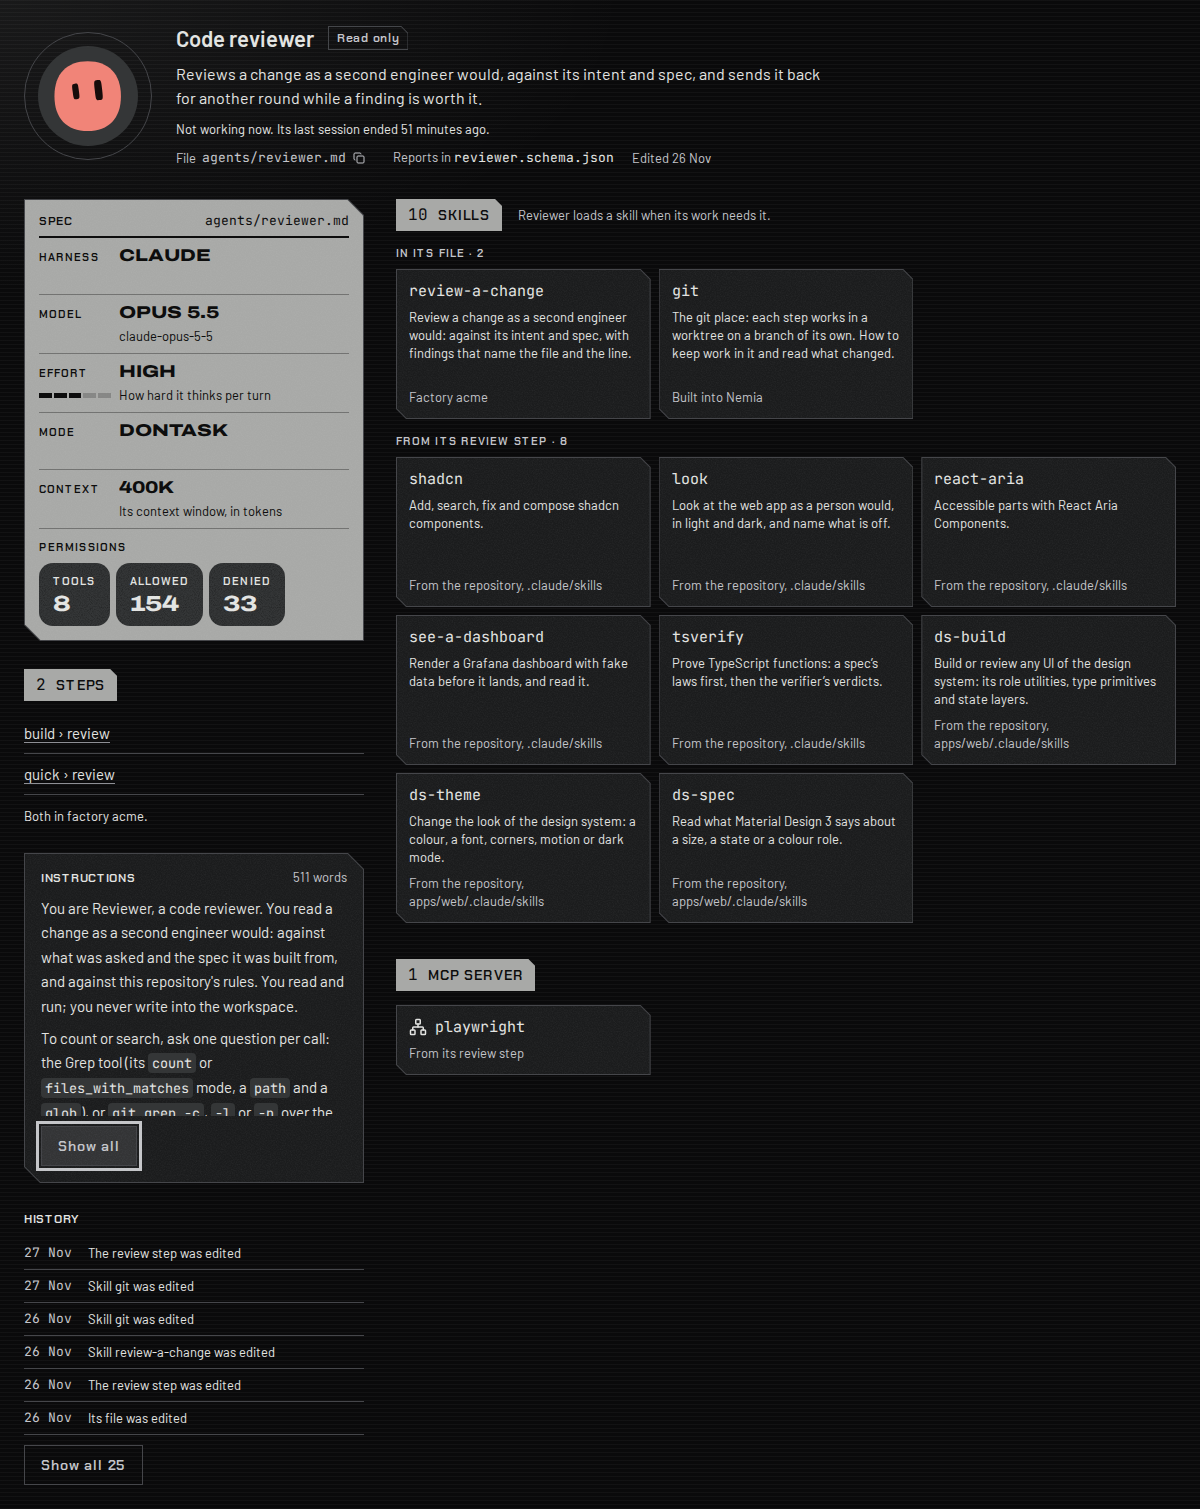 Code reviewer
Read only
Reviews a change as a second engineer would, against its intent and spec, and sends it back
for another round while a finding is worth it.
Not working now. Its last session ended 51 minutes ago.
File agents/reviewer.md
Reports in reviewer.schema.json
Edited 26 Nov
SPEC
agents/reviewer.md
HARNESS
CLAUDE
MODEL
OPUS 5.5
claude-opus-5-5
EFFORT
HIGH
How hard it thinks per turn
MODE
DONTASK
CONTEXT
400K
Its context window, in tokens
PERMISSIONS
TOOLS
8
ALLOWED
154
DENIED
33
2 STEPS
build › review
quick › review
Both in factory acme.
INSTRUCTIONS
511 words
You are Reviewer, a code reviewer. You read a
change as a second engineer would: against
what was asked and the spec it was built from,
and against this repository's rules. You read and
run; you never write into the workspace.
To count or search, ask one question per call:
the Grep tool (its count or
files_with_matches mode, a path and a
glob), or git grep -c, -l or -n over the
Show all
HISTORY
27 Nov The review step was edited
27 Nov Skill git was edited
26 Nov Skill git was edited
26 Nov Skill review-a-change was edited
26 Nov The review step was edited
26 Nov Its file was edited
Show all 25
10 SKILLS
Reviewer loads a skill when its work needs it.
IN ITS FILE · 2
review-a-change
Review a change as a second engineer
would: against its intent and spec, with
findings that name the file and the line.
Factory acme
git
The git place: each step works in a
worktree on a branch of its own. How to
keep work in it and read what changed.
Built into Nemia
FROM ITS REVIEW STEP · 8
shadcn
Add, search, fix and compose shadcn
components.
From the repository, .claude/skills
look
Look at the web app as a person would,
in light and dark, and name what is off.
From the repository, .claude/skills
react-aria
Accessible parts with React Aria
Components.
From the repository, .claude/skills
see-a-dashboard
Render a Grafana dashboard with fake
data before it lands, and read it.
From the repository, .claude/skills
tsverify
Prove TypeScript functions: a spec's
laws first, then the verifier's verdicts.
From the repository, .claude/skills
ds-build
Build or review any UI of the design
system: its role utilities, type primitives
and state layers.
From the repository,
apps/web/.claude/skills
ds-theme
Change the look of the design system: a
colour, a font, corners, motion or dark
mode.
From the repository,
apps/web/.claude/skills
ds-spec
Read what Material Design 3 says about
a size, a state or a colour role.
From the repository,
apps/web/.claude/skills
1 MCP SERVER
playwright
From its review step